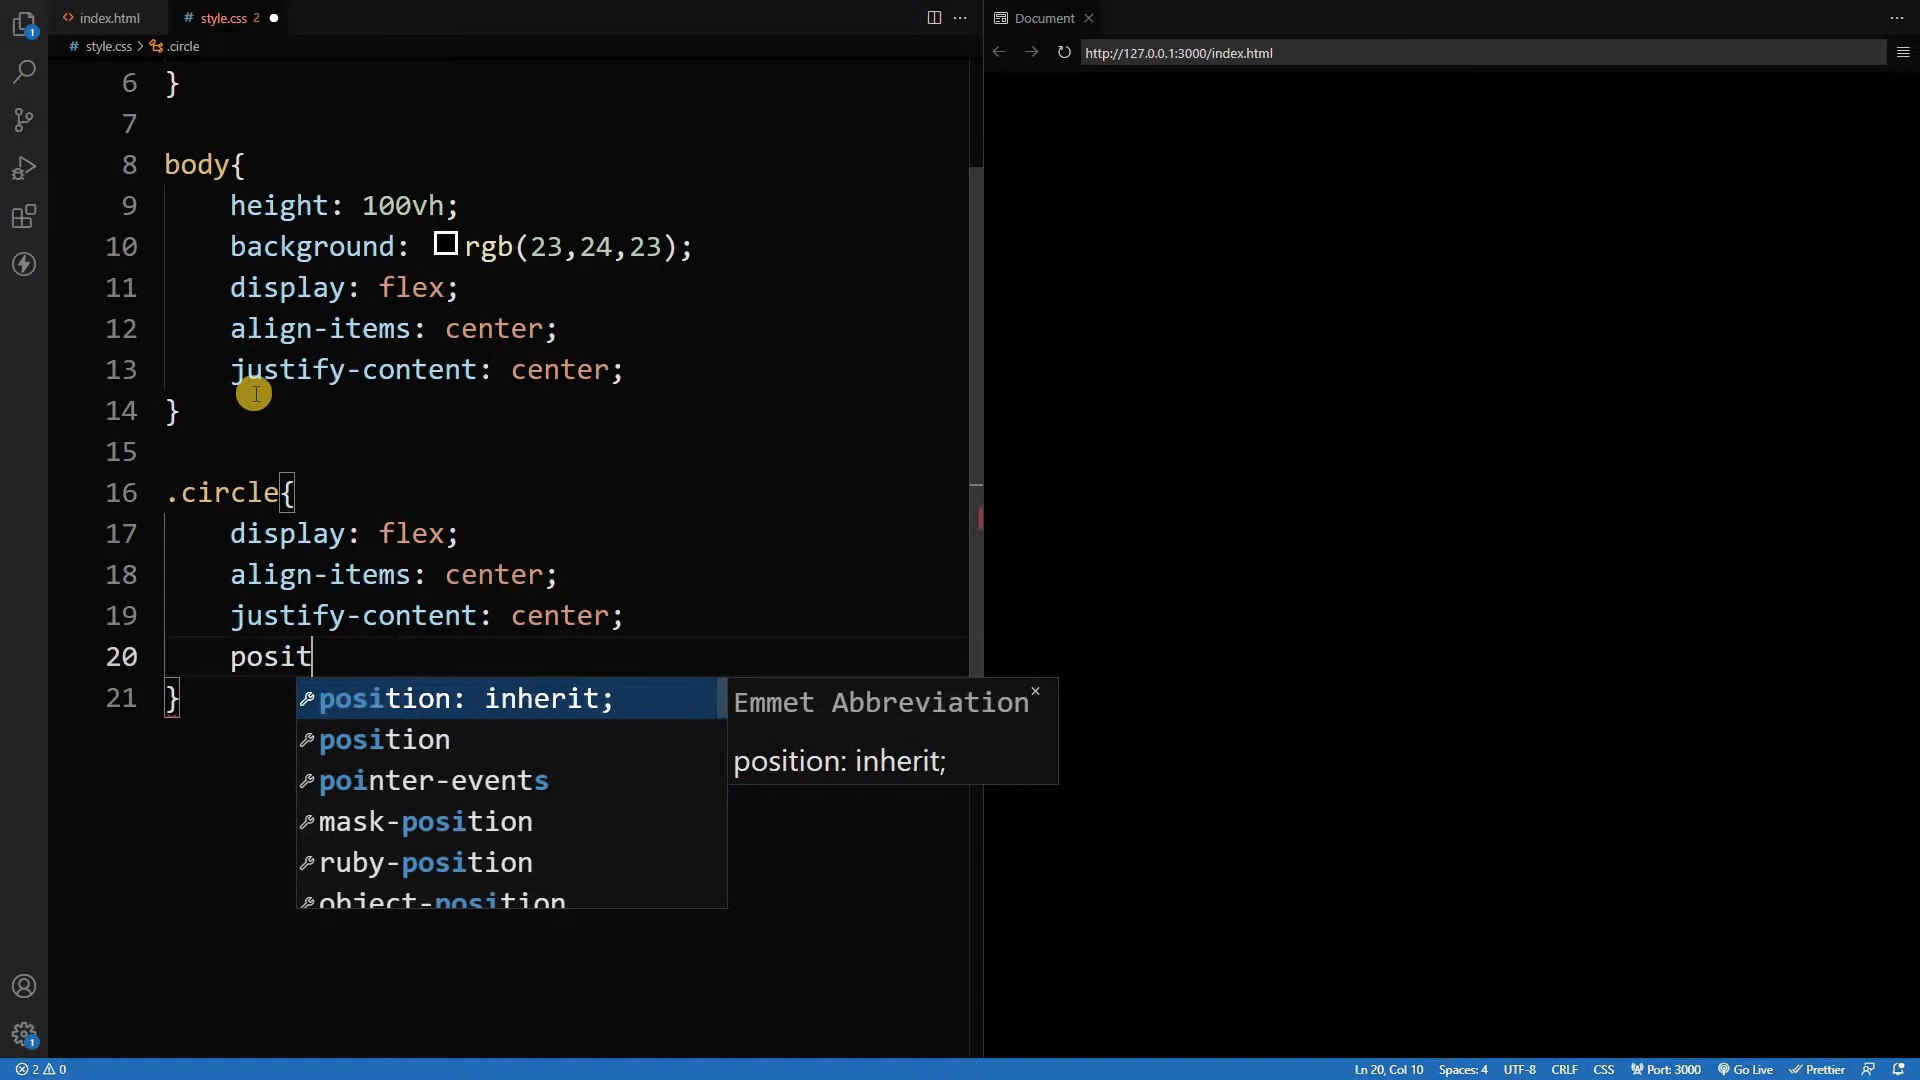 index.html
# style.css 2
Document
# style.css > .circle
http://127.0.0.1:3000/index.html
6 }
7
8 body{
9 height: 100vh;
10 background: rgb(23,24,23);
11 display: flex;
12 align-items: center;
13 justify-content: center;
14 }
15
16 .circle{
17 display: flex;
18 align-items: center;
19 justify-content: center;
20 posit
21 }
position: inherit;
position
pointer-events
mask-position
ruby-position
object-position
Emmet Abbreviation
position: inherit;
1
1
2 0
Ln 20, Col 10 Spaces: 4 UTF-8 CRLF CSS Port: 3000 Go Live Prettier